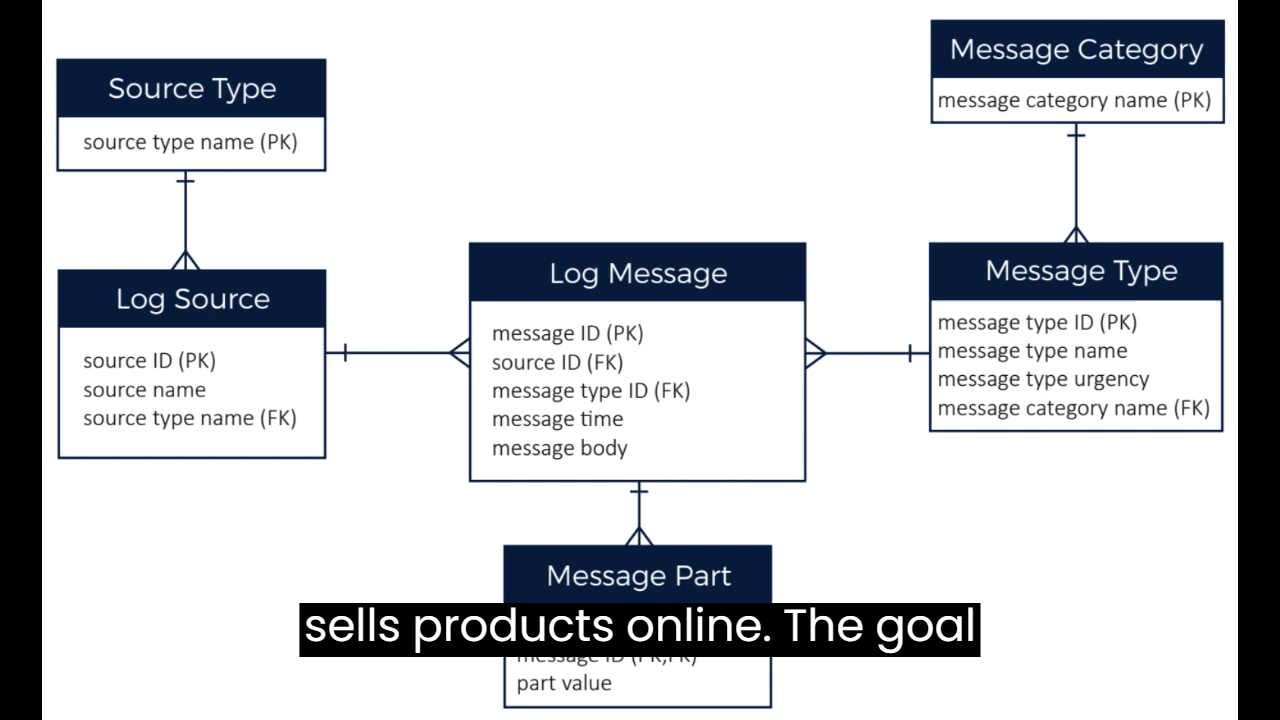 Source Type
source type name (PK)
Message Category
message category name (PK)
Log Source
source ID (PK)
source name
source type name (FK)
Log Message
message ID (PK)
source ID (FK)
message type ID (FK)
message time
message body
Message Type
message type ID (PK)
message type name
message type urgency
message category name (FK)
Message Part
sells products online. The goal
message ID (PK,FK)
part value